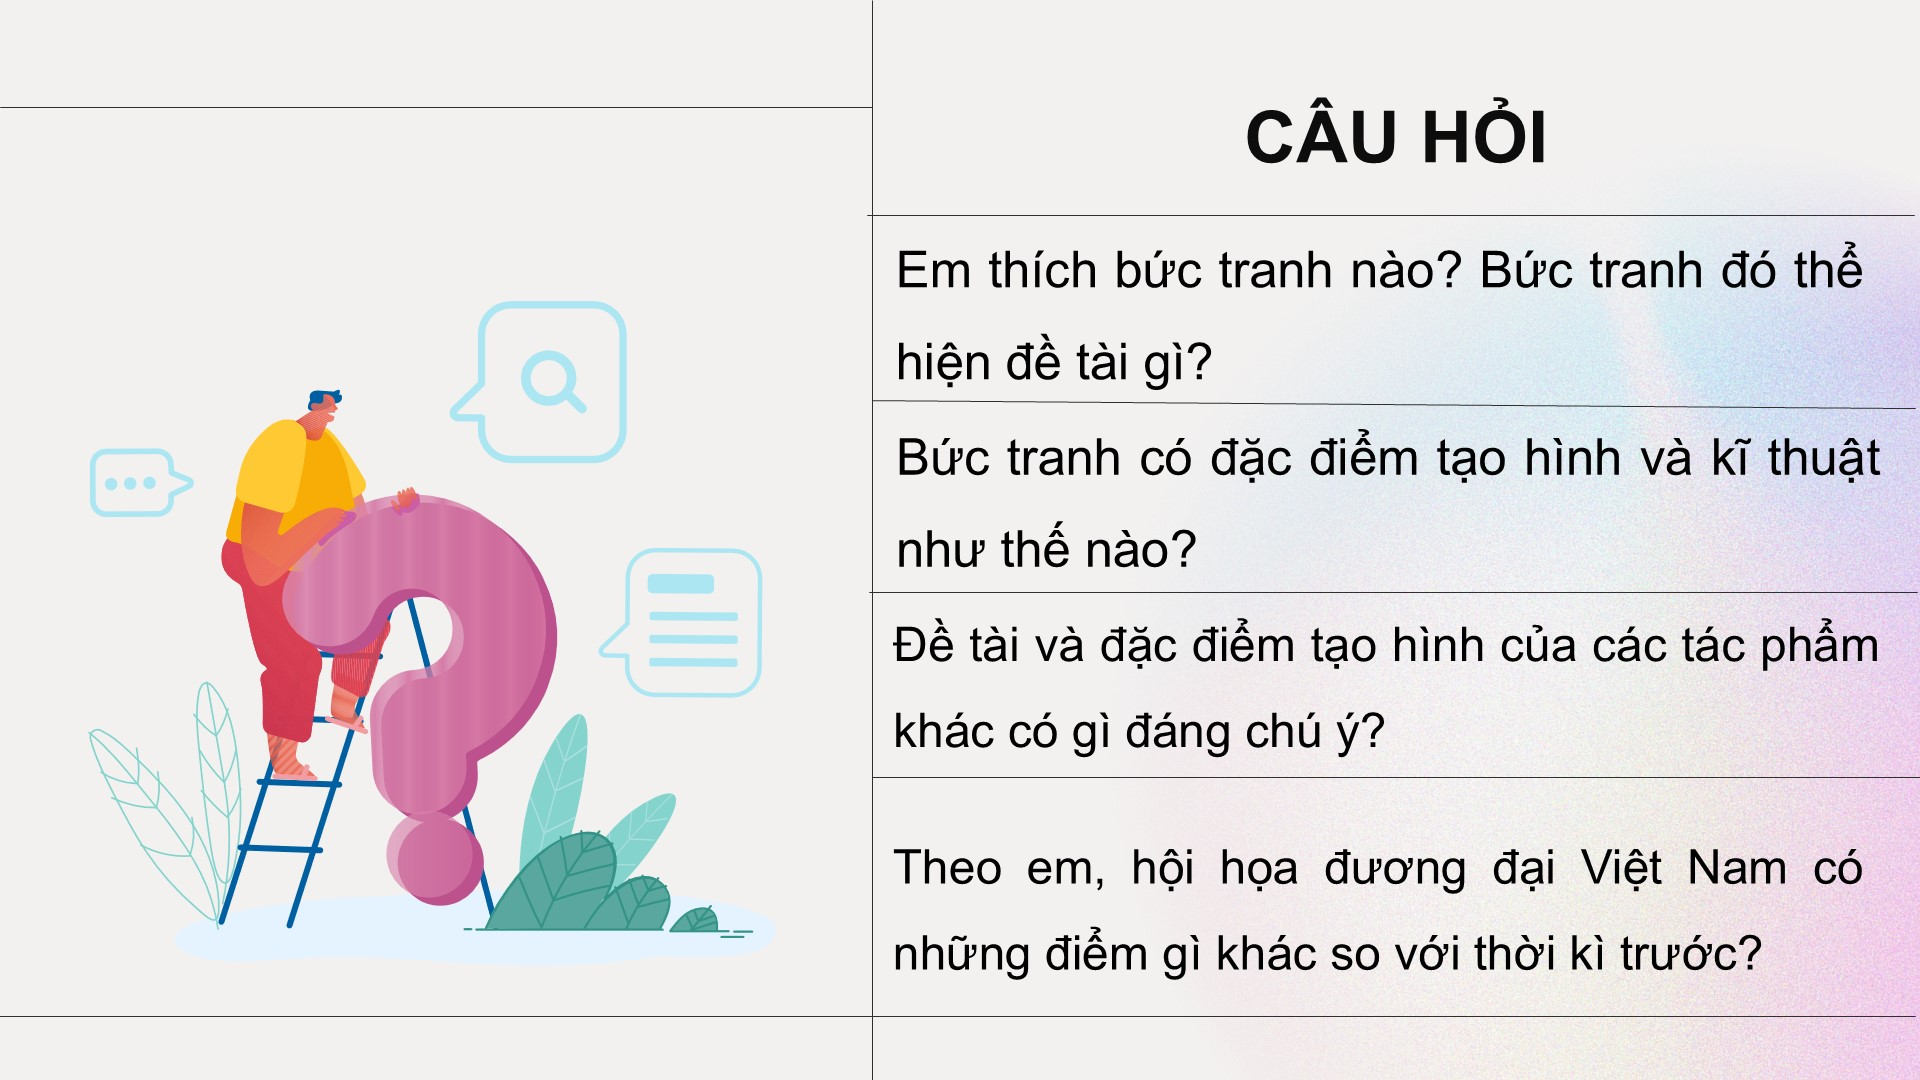 CÂU HỎI
Em thích bức tranh nào? Bức tranh đó thể
hiện đề tài gì?
Bức tranh có đặc điểm tạo hình và kĩ thuật
như thế nào?
Đề tài và đặc điểm tạo hình của các tác phẩm
khác có gì đáng chú ý?
Theo em, hội họa đương đại Việt Nam có
những điểm gì khác so với thời kì trước?